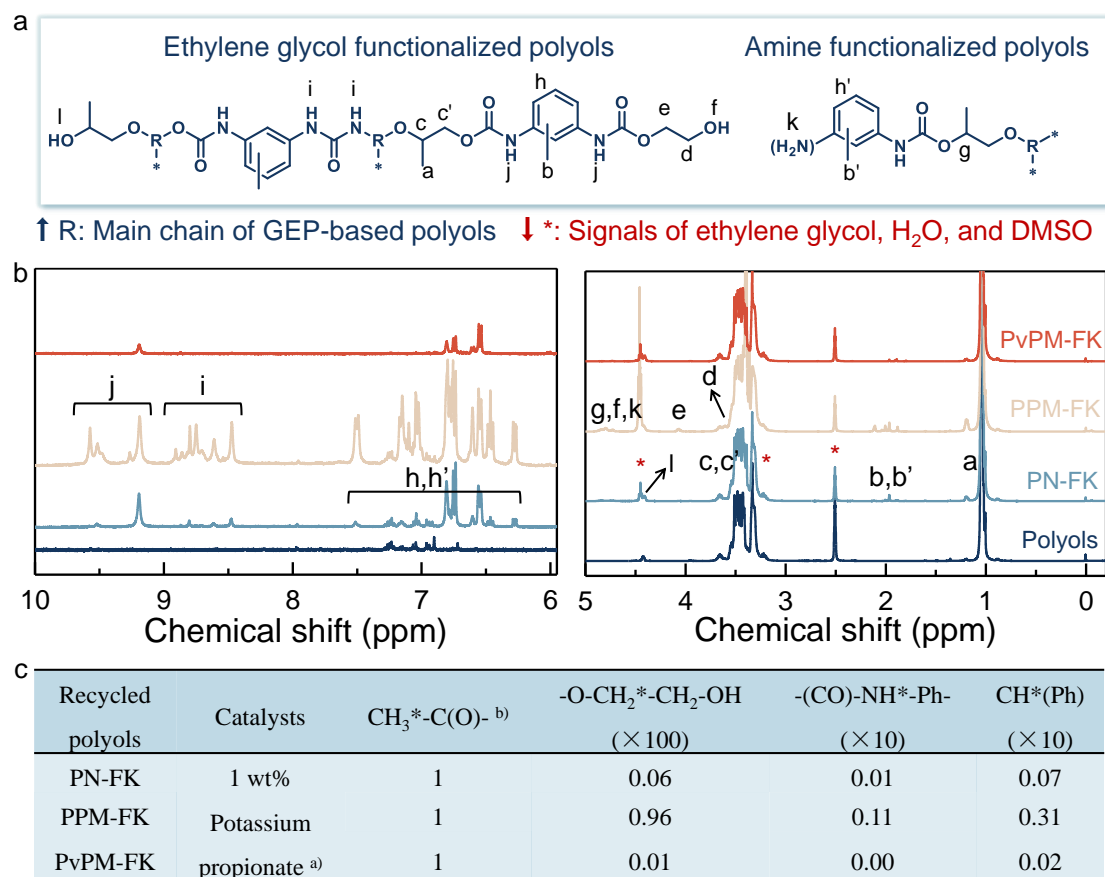 a
Ethylene glycol functionalized polyols
Amine functionalized polyols
l
HO
O
R
*
O
O
H
N
i
H
N
O
i
H
N
R
*
O
c
a
c'
O
O
N
H
j
h
b
N
H
j
O
O
e
d
f
OH
k
(H2N)
h'
b'
N
H
O
O
g
O
R
*
*
↑ R: Main chain of GEP-based polyols ↓ *: Signals of ethylene glycol, H2O, and DMSO
b
j
i
h,h'
10 9 8 7 6
Chemical shift (ppm)
PvPM-FK
d
PPM-FK
g,f,k
e
*
l
c,c'
*
*
b,b'
a
PN-FK
Polyols
5 4 3 2 1 0
Chemical shift (ppm)
c
Recycled polyols
Catalysts
CH3*-C(O)- b)
-O-CH2*-CH2-OH
(×100)
-(CO)-NH*-Ph-
(×10)
CH*(Ph)
(×10)
PN-FK 1 wt% 1 0.06 0.01 0.07
PPM-FK Potassium 1 0.96 0.11 0.31
PvPM-FK propionate a) 1 0.01 0.00 0.02